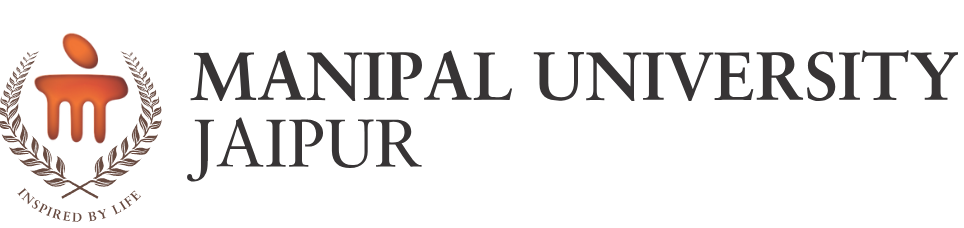 MANIPAL UNIVERSITY
JAIPUR
INSPIRED BY LIFE